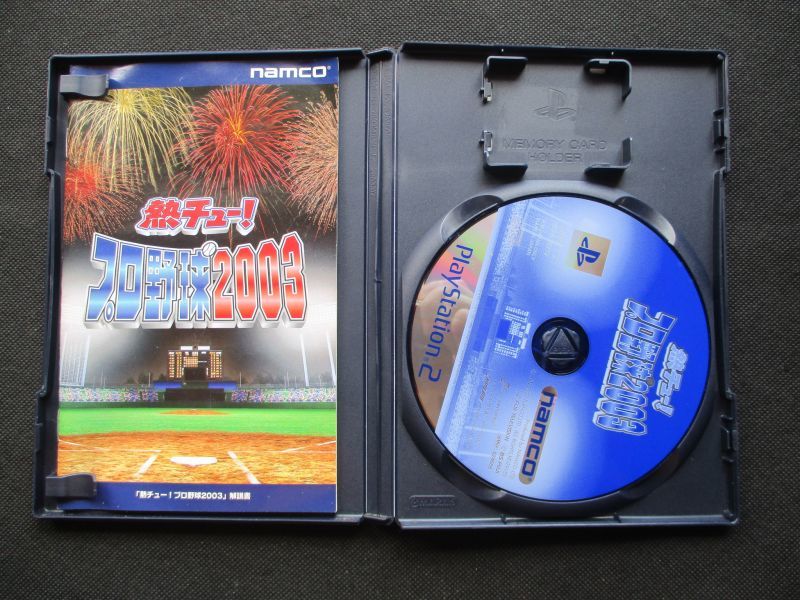 namco
熱チュー!
プロ野球2003
「熱チュー!プロ野球2003」解説書
MEMORY CARD
HOLDER
PlayStation.2
熱チュー!
プロ野球2003
namco